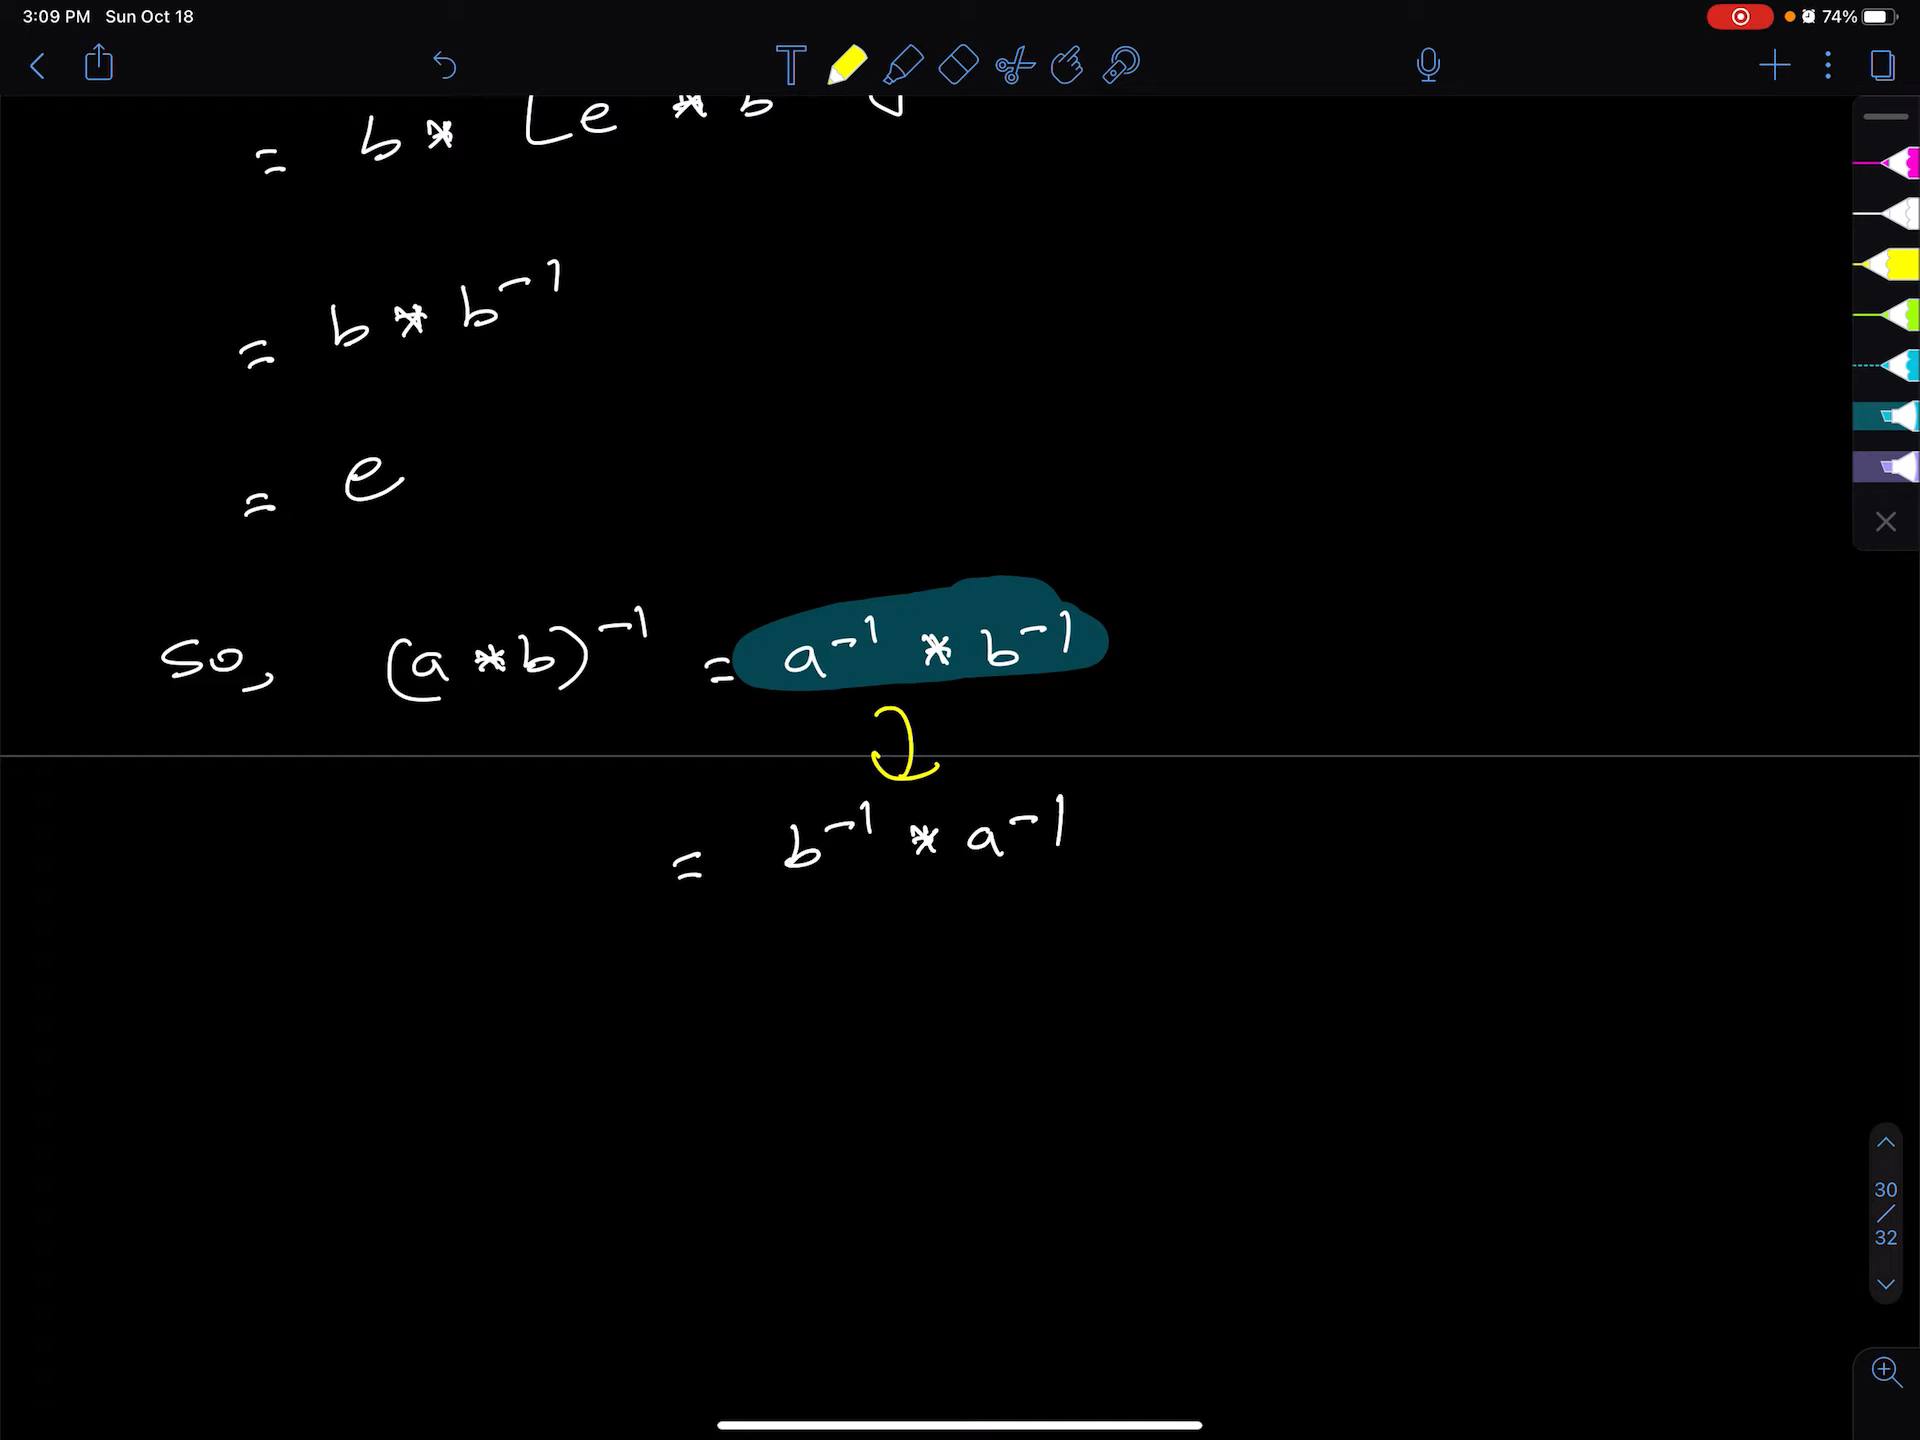 3:09 PM Sun Oct 18 74%
T
= b * [e * b
= b * b⁻¹
= e
So, (a * b)⁻¹ = a⁻¹ * b⁻¹
= b⁻¹ * a⁻¹
30
/
32